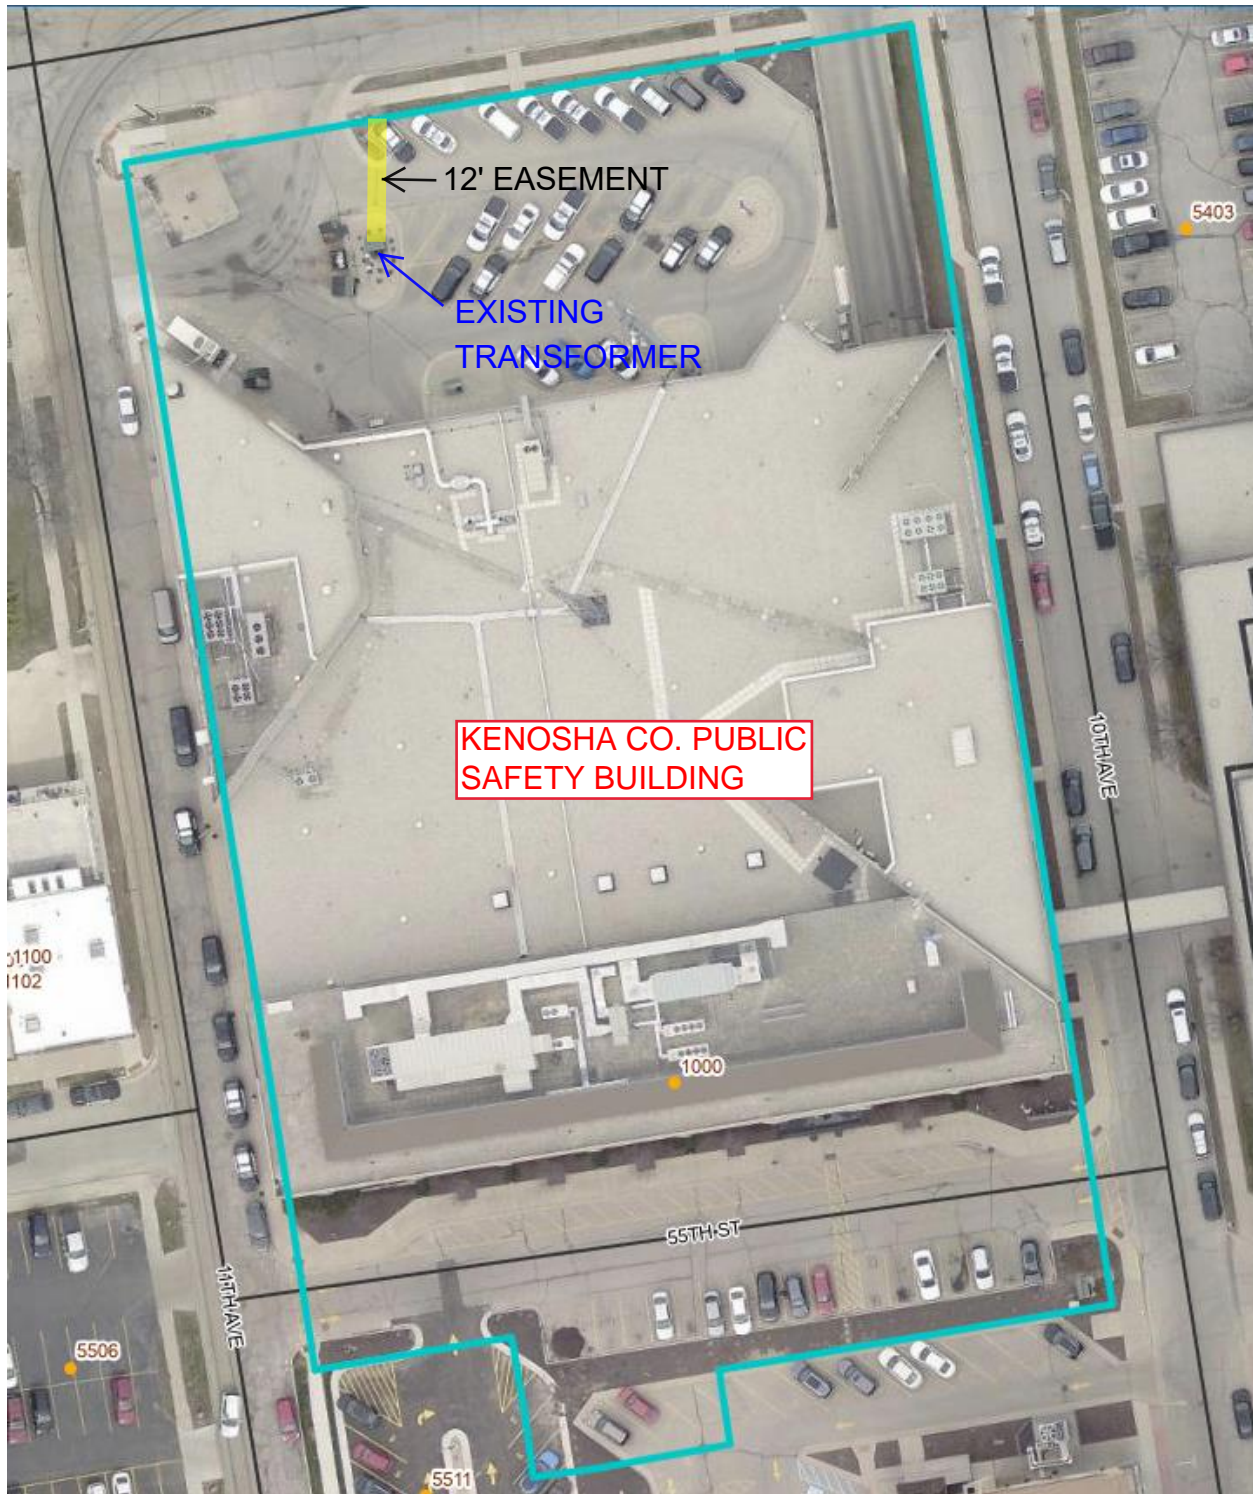 12' EASEMENT
5403
EXISTING
TRANSFORMER
KENOSHA CO. PUBLIC
SAFETY BUILDING
10TH AVE
1100
1102
1000
55TH ST
11TH AVE
5506
5511